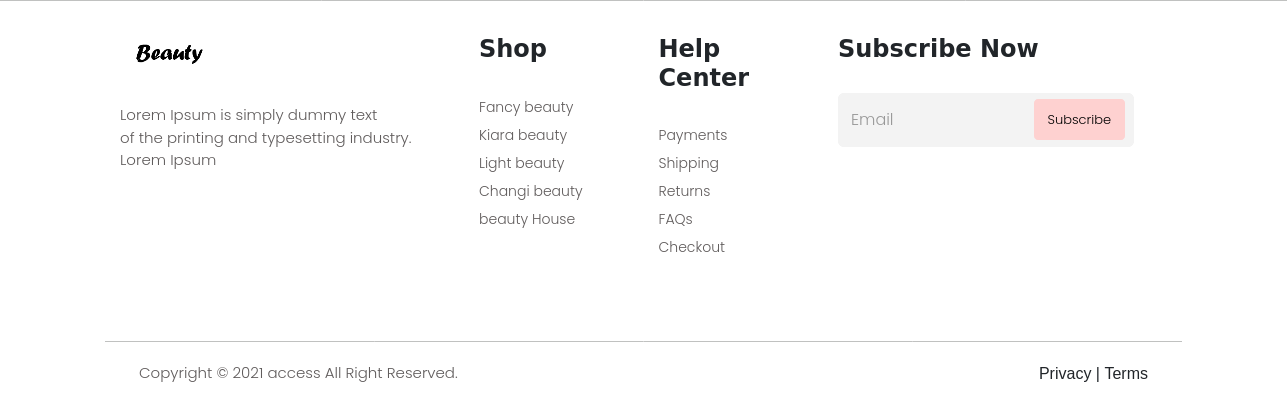 Beauty
Lorem Ipsum is simply dummy text
of the printing and typesetting industry.
Lorem Ipsum
Shop
Fancy beauty
Kiara beauty
Light beauty
Changi beauty
beauty House
Help
Center
Payments
Shipping
Returns
FAQs
Checkout
Subscribe Now
Email
Subscribe
Copyright © 2021 access All Right Reserved.
Privacy | Terms